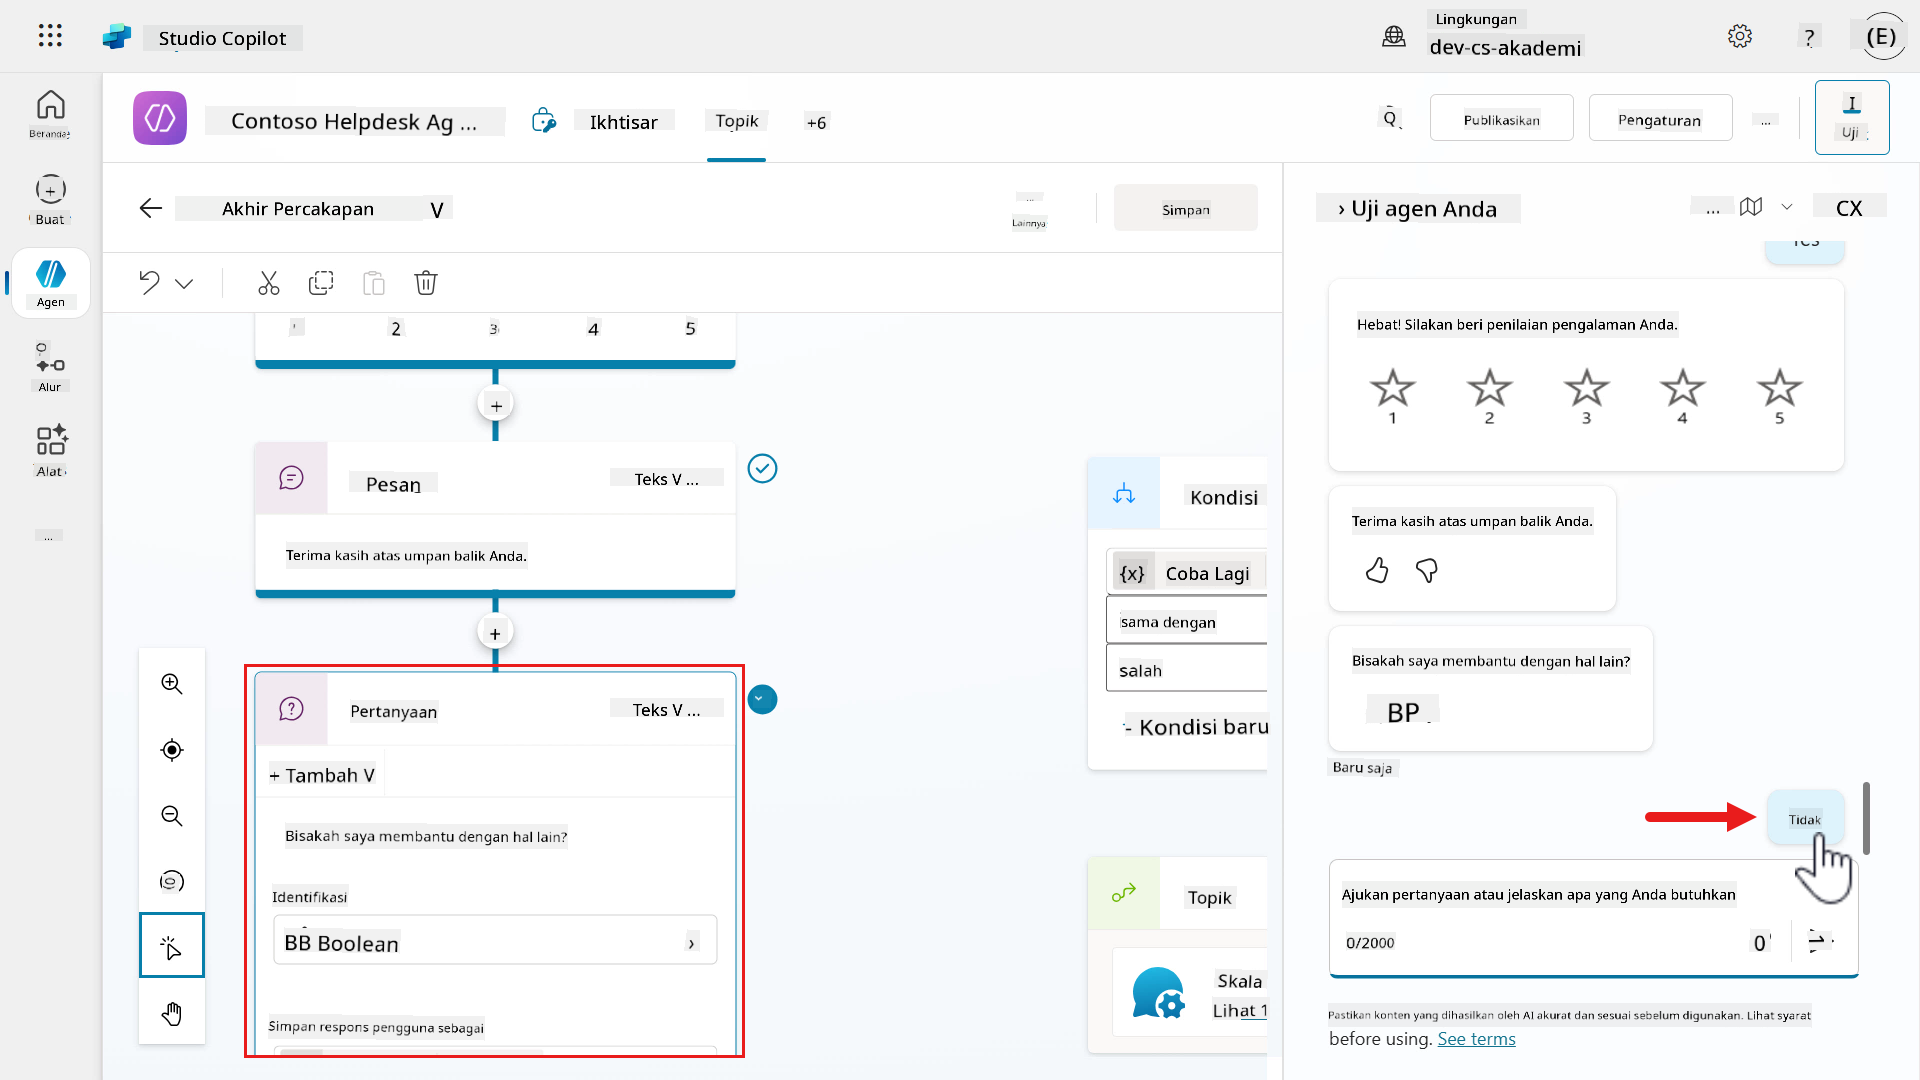 Studio Copilot
Lingkungan
dev-cs-akademi
?
(E)
Beranda
Buat
Agen
Alur
Alat
...
Contoso Helpdesk Ag ...
Ikhtisar
Topik
+6
Publikasikan
Pengaturan
...
Uji
Akhir Percakapan V
...
Lainnya
Simpan
2 3 4 5
Pesan
Teks V ...
Terima kasih atas umpan balik Anda.
Pertanyaan
Teks V ...
+ Tambah V
Bisakah saya membantu dengan hal lain?
Identifikasi
BB Boolean
Simpan respons pengguna sebagai
Kondisi
{x} Coba Lagi
sama dengan
salah
- Kondisi baru
Topik
Skala
Lihat 1
› Uji agen Anda
...
CX
Yes
Hebat! Silakan beri penilaian pengalaman Anda.
1 2 3 4 5
Terima kasih atas umpan balik Anda.
Bisakah saya membantu dengan hal lain?
BP
Baru saja
Tidak
Ajukan pertanyaan atau jelaskan apa yang Anda butuhkan
0/2000
Pastikan konten yang dihasilkan oleh AI akurat dan sesuai sebelum digunakan. Lihat syarat
before using. See terms